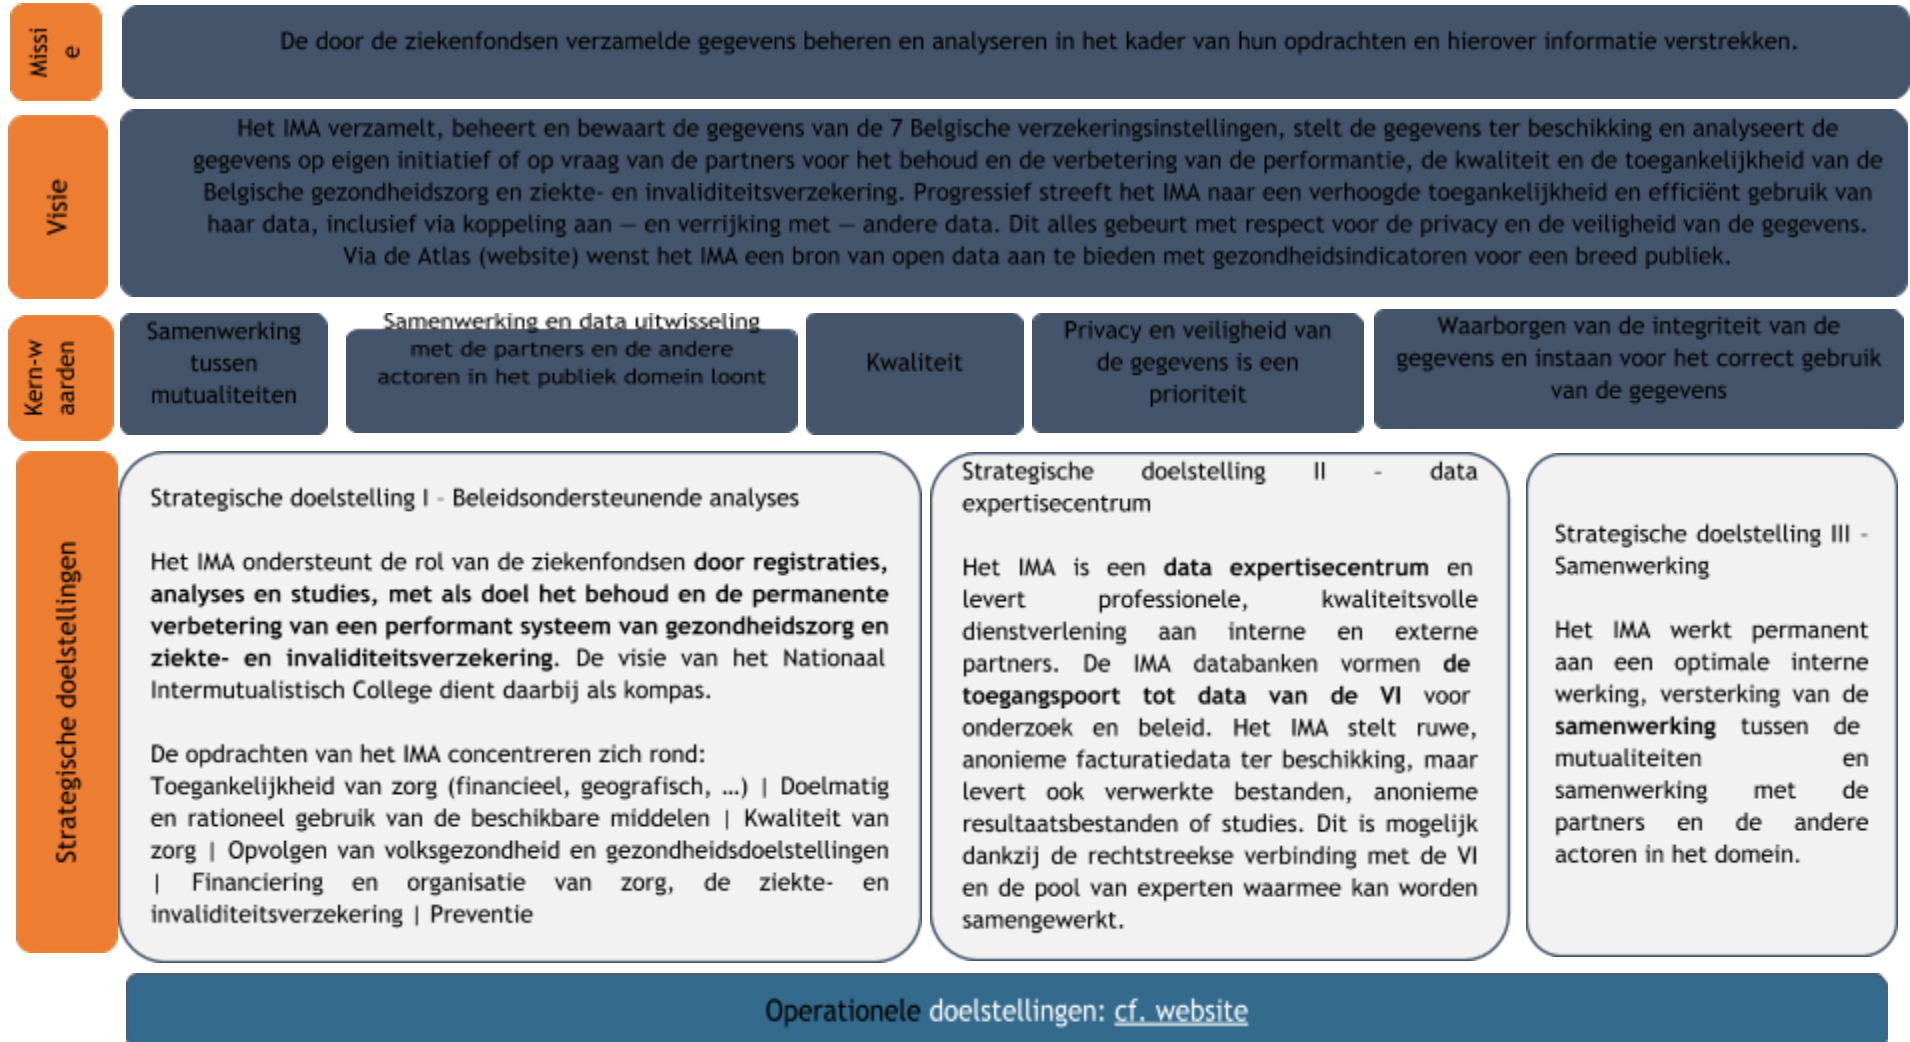 Missi
e
De door de ziekenfondsen verzamelde gegevens beheren en analyseren in het kader van hun opdrachten en hierover informatie verstrekken.
Visie
Het IMA verzamelt, beheert en bewaart de gegevens van de 7 Belgische verzekeringsinstellingen, stelt de gegevens ter beschikking en analyseert de
gegevens op eigen initiatief of op vraag van de partners voor het behoud en de verbetering van de performantie, de kwaliteit en de toegankelijkheid van de
Belgische gezondheidszorg en ziekte- en invaliditeitsverzekering. Progressief streeft het IMA naar een verhoogde toegankelijkheid en efficiënt gebruik van
haar data, inclusief via koppeling aan — en verrijking met — andere data. Dit alles gebeurt met respect voor de privacy en de veiligheid van de gegevens.
Via de Atlas (website) wenst het IMA een bron van open data aan te bieden met gezondheidsindicatoren voor een breed publiek.
Kern-w
aarden
Samenwerking
tussen
mutualiteiten
Samenwerking en data uitwisseling
met de partners en de andere
actoren in het publiek domein loont
Kwaliteit
Privacy en veiligheid van
de gegevens is een
prioriteit
Waarborgen van de integriteit van de
gegevens en instaan voor het correct gebruik
van de gegevens
Strategische doelstellingen
Strategische doelstelling I - Beleidsondersteunende analyses
Het IMA ondersteunt de rol van de ziekenfondsen door registraties,
analyses en studies, met als doel het behoud en de permanente
verbetering van een performant systeem van gezondheidszorg en
ziekte- en invaliditeitsverzekering. De visie van het Nationaal
Intermutualistisch College dient daarbij als kompas.
De opdrachten van het IMA concentreren zich rond:
Toegankelijkheid van zorg (financieel, geografisch, …) | Doelmatig
en rationeel gebruik van de beschikbare middelen | Kwaliteit van
zorg | Opvolgen van volksgezondheid en gezondheidsdoelstellingen
| Financiering en organisatie van zorg, de ziekte- en
invaliditeitsverzekering | Preventie
Strategische doelstelling II - data
expertisecentrum
Het IMA is een data expertisecentrum en
levert professionele, kwaliteitsvolle
dienstverlening aan interne en externe
partners. De IMA databanken vormen de
toegangspoort tot data van de VI voor
onderzoek en beleid. Het IMA stelt ruwe,
anonieme facturatiedata ter beschikking, maar
levert ook verwerkte bestanden, anonieme
resultaatsbestanden of studies. Dit is mogelijk
dankzij de rechtstreekse verbinding met de VI
en de pool van experten waarmee kan worden
samengewerkt.
Strategische doelstelling III -
Samenwerking
Het IMA werkt permanent
aan een optimale interne
werking, versterking van de
samenwerking tussen de
mutualiteiten en
samenwerking met de
partners en de andere
actoren in het domein.
Operationele doelstellingen: cf. website